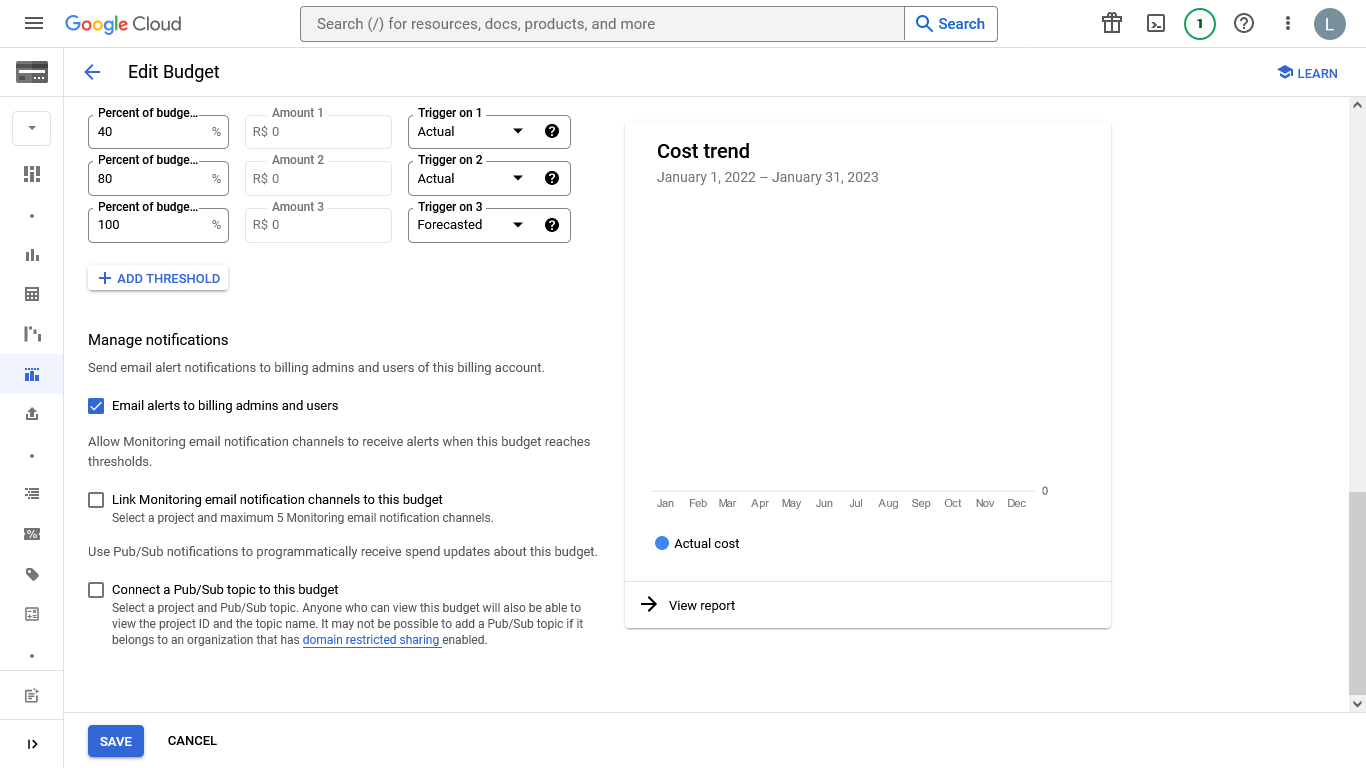 Google Cloud
Search (/) for resources, docs, products, and more
Search
1
L
Edit Budget
LEARN
Percent of budge...
40 %
Amount 1
R$ 0
Trigger on 1
Actual
Percent of budge...
80 %
Amount 2
R$ 0
Trigger on 2
Actual
Percent of budge...
100 %
Amount 3
R$ 0
Trigger on 3
Forecasted
ADD THRESHOLD
Manage notifications
Send email alert notifications to billing admins and users of this billing account.
Email alerts to billing admins and users
Allow Monitoring email notification channels to receive alerts when this budget reaches
thresholds.
Link Monitoring email notification channels to this budget
Select a project and maximum 5 Monitoring email notification channels.
Use Pub/Sub notifications to programmatically receive spend updates about this budget.
Connect a Pub/Sub topic to this budget
Select a project and Pub/Sub topic. Anyone who can view this budget will also be able to
view the project ID and the topic name. It may not be possible to add a Pub/Sub topic if it
belongs to an organization that has domain restricted sharing enabled.
Cost trend
January 1, 2022 – January 31, 2023
0
Jan Feb Mar Apr May Jun Jul Aug Sep Oct Nov Dec
Actual cost
View report
SAVE
CANCEL